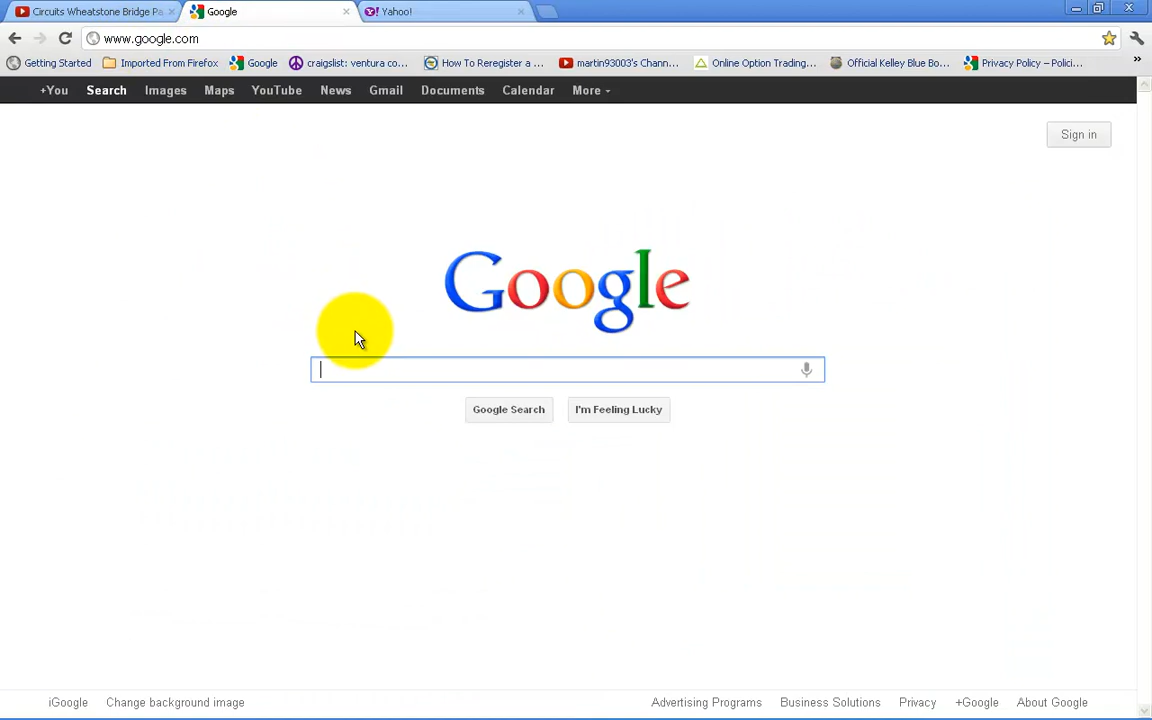 Circuits Wheatstone Bridge Pa
Google
Yahoo!
www.google.com
Getting Started
Imported From Firefox
Google
craigslist: ventura co...
How To Reregister a ...
martin93003's Chann...
Online Option Trading...
Official Kelley Blue Bo...
Privacy Policy – Polici...
+You
Search
Images
Maps
YouTube
News
Gmail
Documents
Calendar
More
Sign in
Google
Google Search
I'm Feeling Lucky
iGoogle
Change background image
Advertising Programs
Business Solutions
Privacy
+Google
About Google